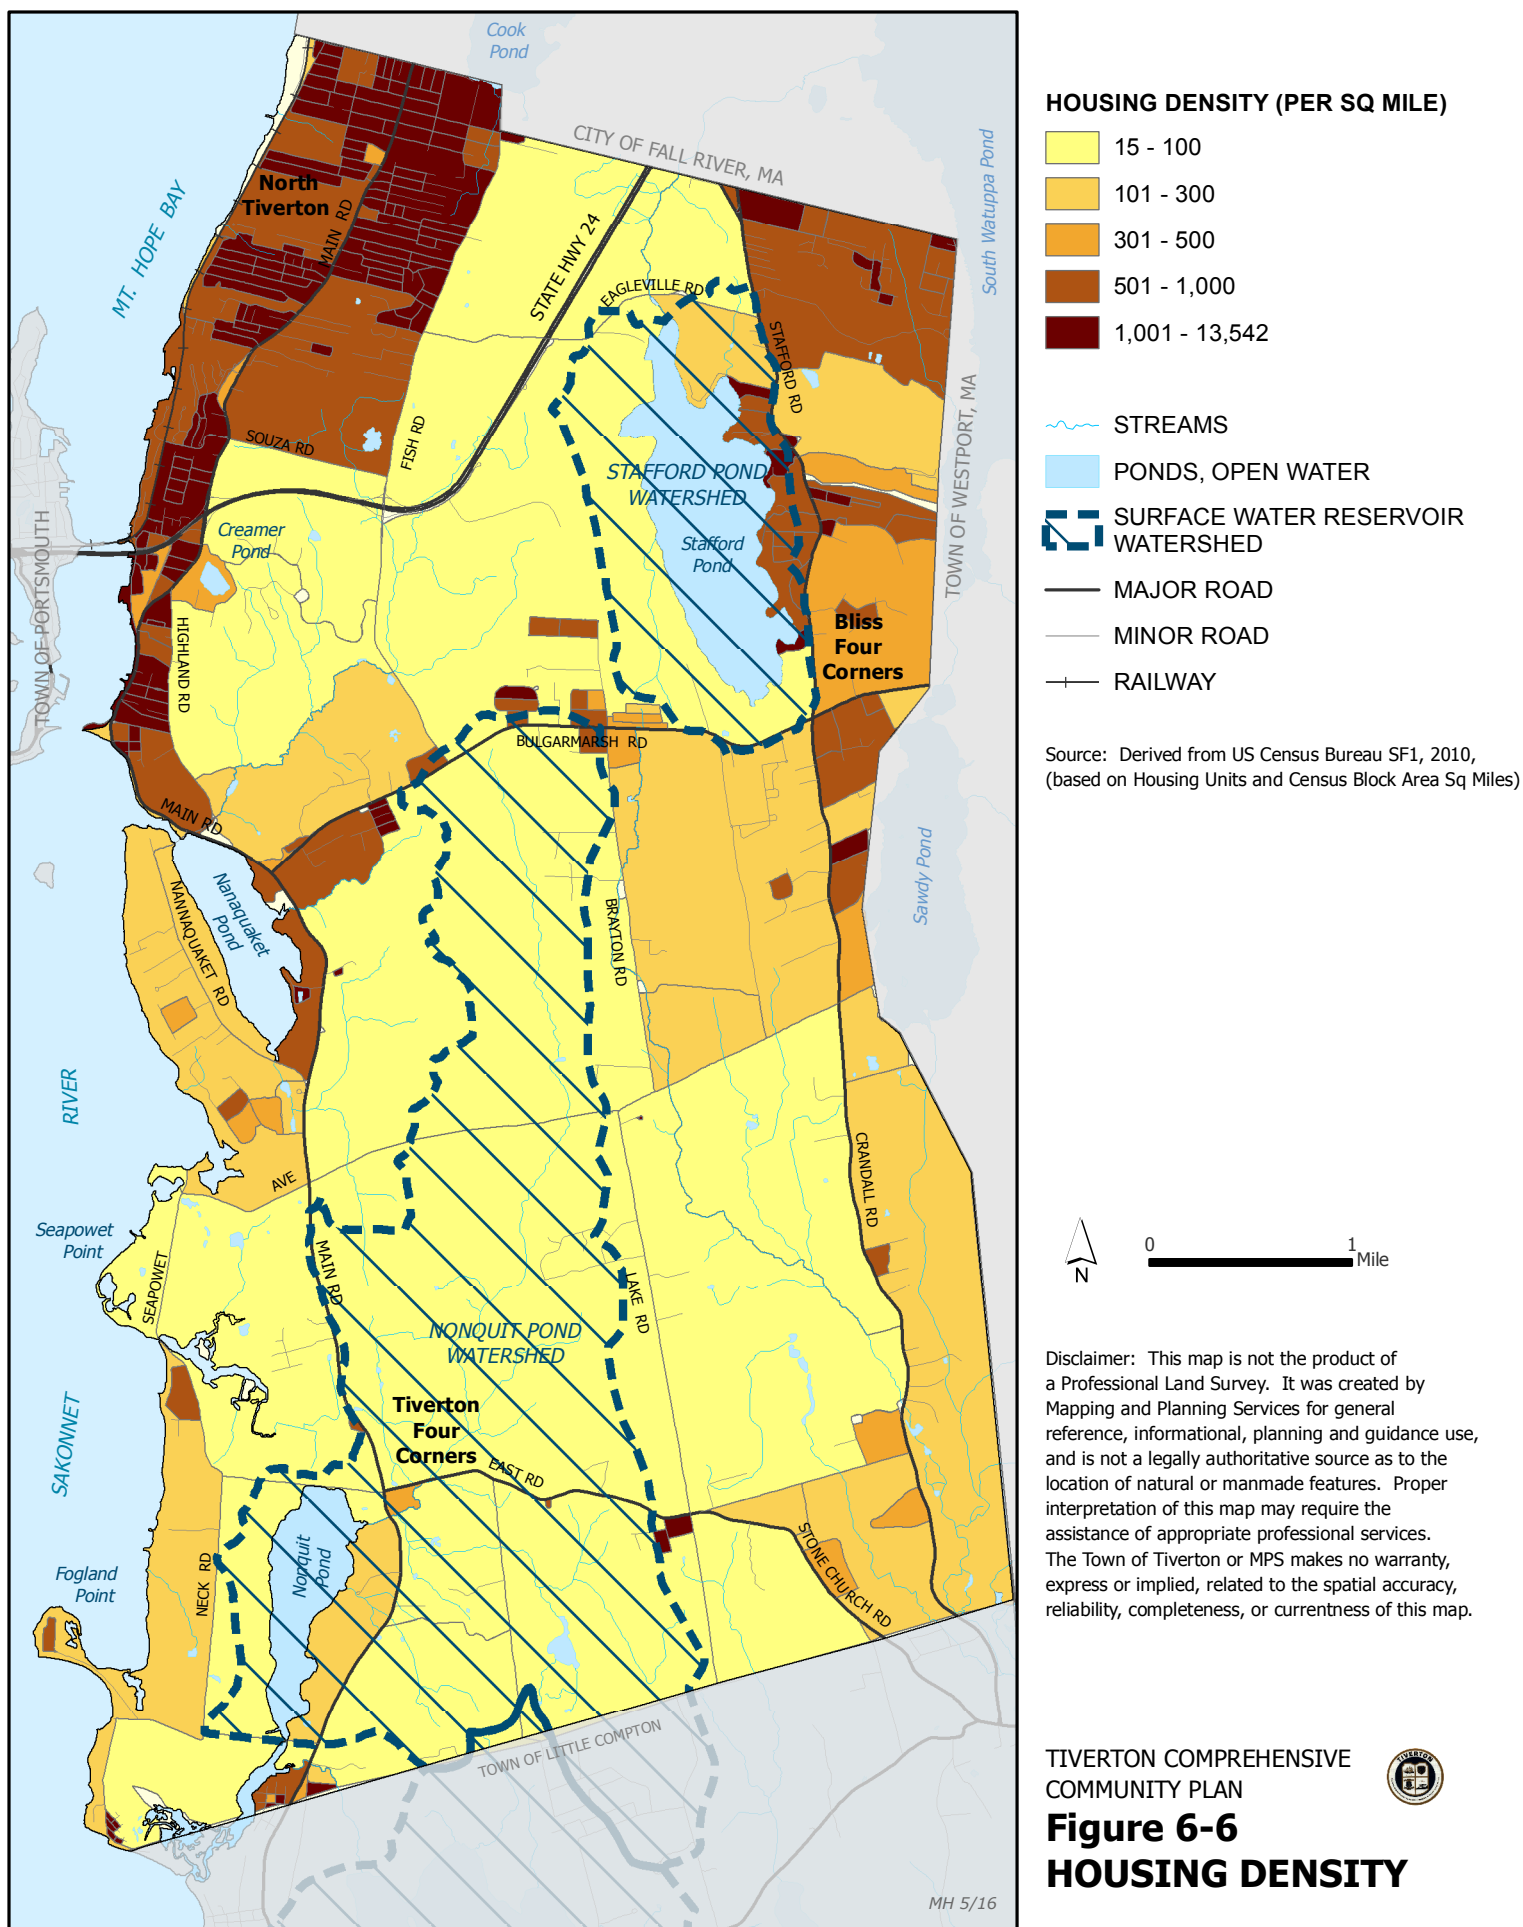 Cook
Pond
CITY OF FALL RIVER, MA
South Watuppa Pond
MT. HOPE BAY
North
Tiverton
MAIN RD
STATE HWY 24
EAGLEVILLE RD
STAFFORD RD
SOUZA RD
FISH RD
STAFFORD POND
WATERSHED
Stafford
Pond
TOWN OF WESTPORT, MA
TOWN OF PORTSMOUTH
Creamer
Pond
HIGHLAND RD
Bliss
Four
Corners
BULGARMARSH RD
MAIN RD
NANNAQUAKET RD
Nanaquaket
Pond
BRAYTON RD
Sawdy Pond
RIVER
AVE
CRANDALL RD
Seapowet
Point
SEAPOWET
MAIN RD
LAKE RD
NONQUIT POND
WATERSHED
SAKONNET
Tiverton
Four
Corners
EAST RD
STONE CHURCH RD
Nonquit
Pond
NECK RD
Fogland
Point
TOWN OF LITTLE COMPTON
MH 5/16
HOUSING DENSITY (PER SQ MILE)
15 - 100
101 - 300
301 - 500
501 - 1,000
1,001 - 13,542
STREAMS
PONDS, OPEN WATER
SURFACE WATER RESERVOIR
WATERSHED
MAJOR ROAD
MINOR ROAD
RAILWAY
Source: Derived from US Census Bureau SF1, 2010,
(based on Housing Units and Census Block Area Sq Miles)
N
0 1
Mile
Disclaimer: This map is not the product of
a Professional Land Survey. It was created by
Mapping and Planning Services for general
reference, informational, planning and guidance use,
and is not a legally authoritative source as to the
location of natural or manmade features. Proper
interpretation of this map may require the
assistance of appropriate professional services.
The Town of Tiverton or MPS makes no warranty,
express or implied, related to the spatial accuracy,
reliability, completeness, or currentness of this map.
TIVERTON COMPREHENSIVE
COMMUNITY PLAN
TIVERTON
Figure 6-6
HOUSING DENSITY